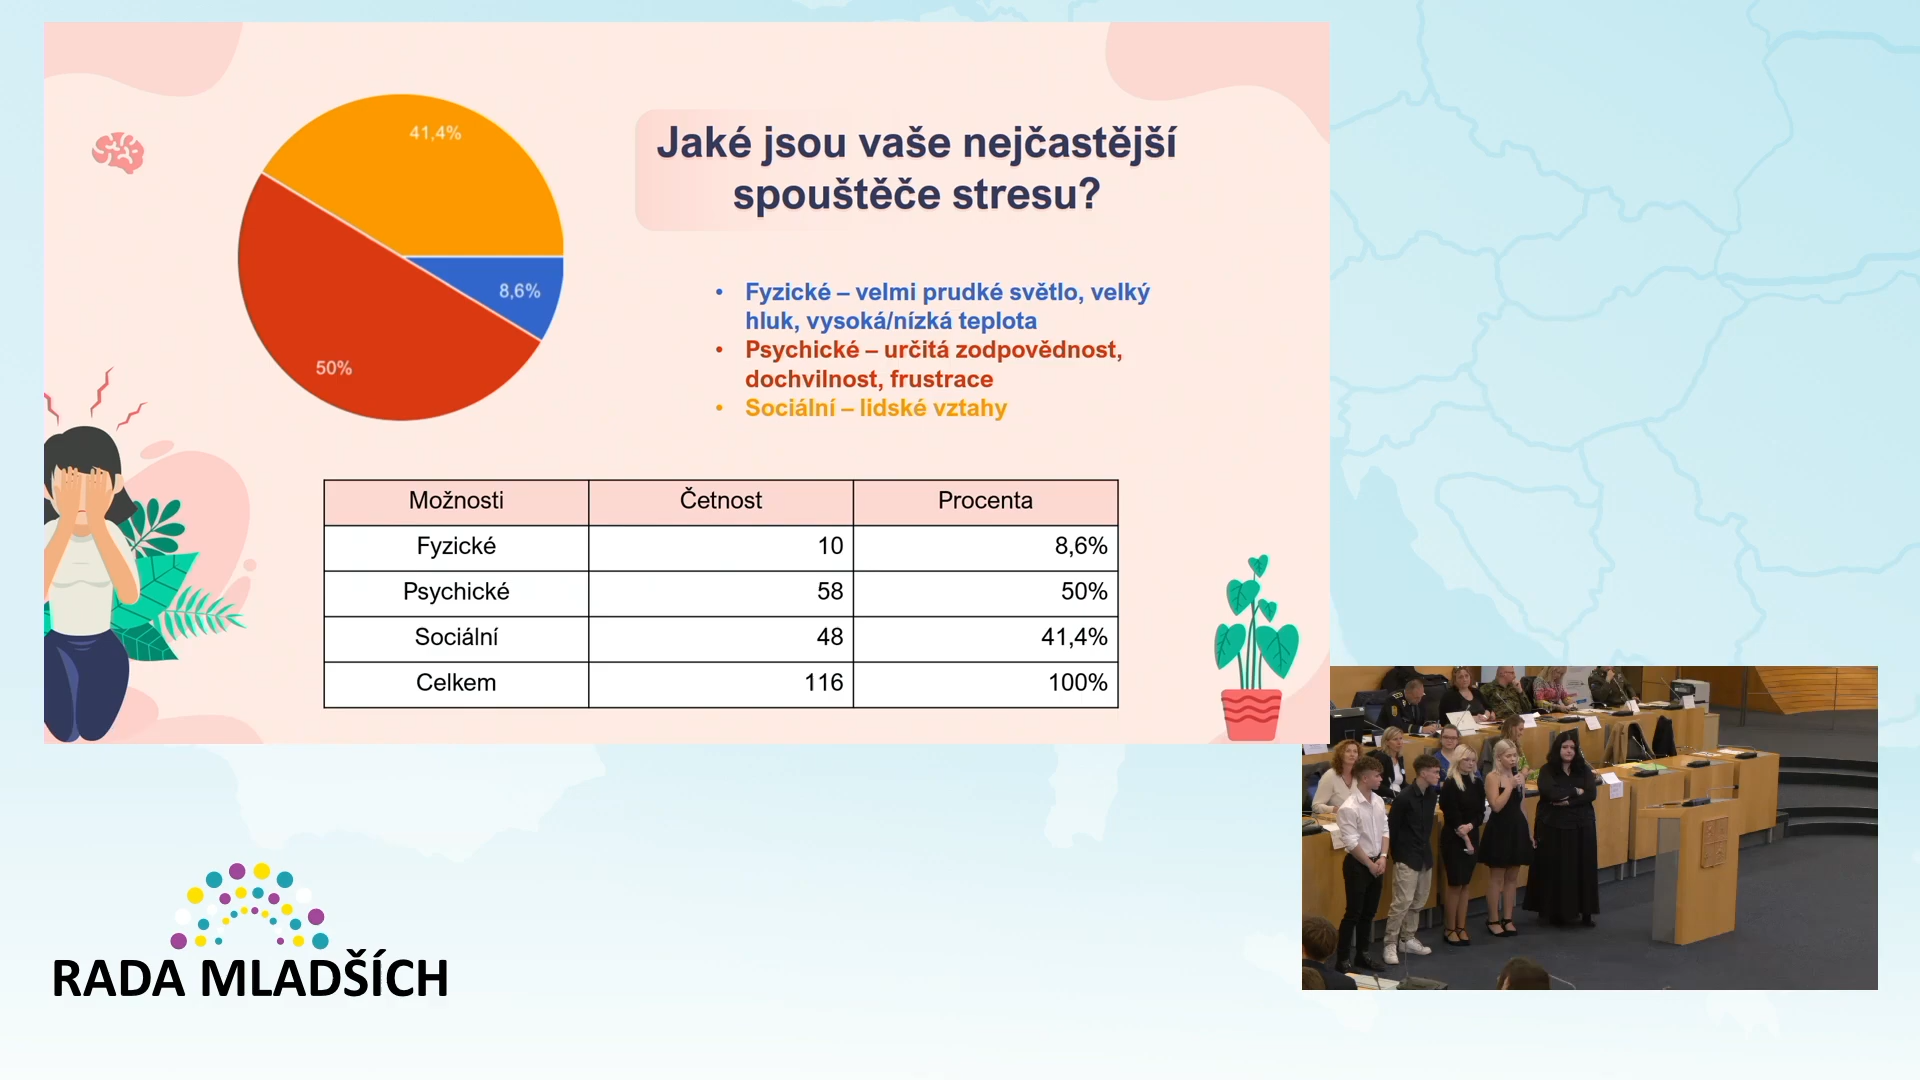 41,4%
8,6%
50%
Jaké jsou vaše nejčastější
spouštěče stresu?
• Fyzické – velmi prudké světlo, velký
hluk, vysoká/nízká teplota
• Psychické – určitá zodpovědnost,
dochvilnost, frustrace
• Sociální – lidské vztahy
Možnosti Četnost Procenta
Fyzické 10 8,6%
Psychické 58 50%
Sociální 48 41,4%
Celkem 116 100%
RADA MLADŠÍCH